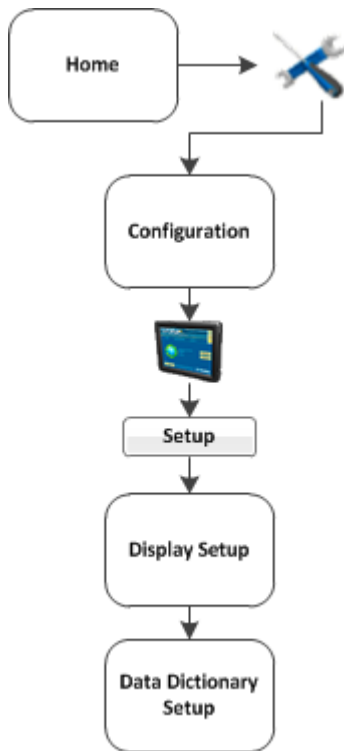 Home
Configuration
Setup
Display Setup
Data Dictionary
Setup